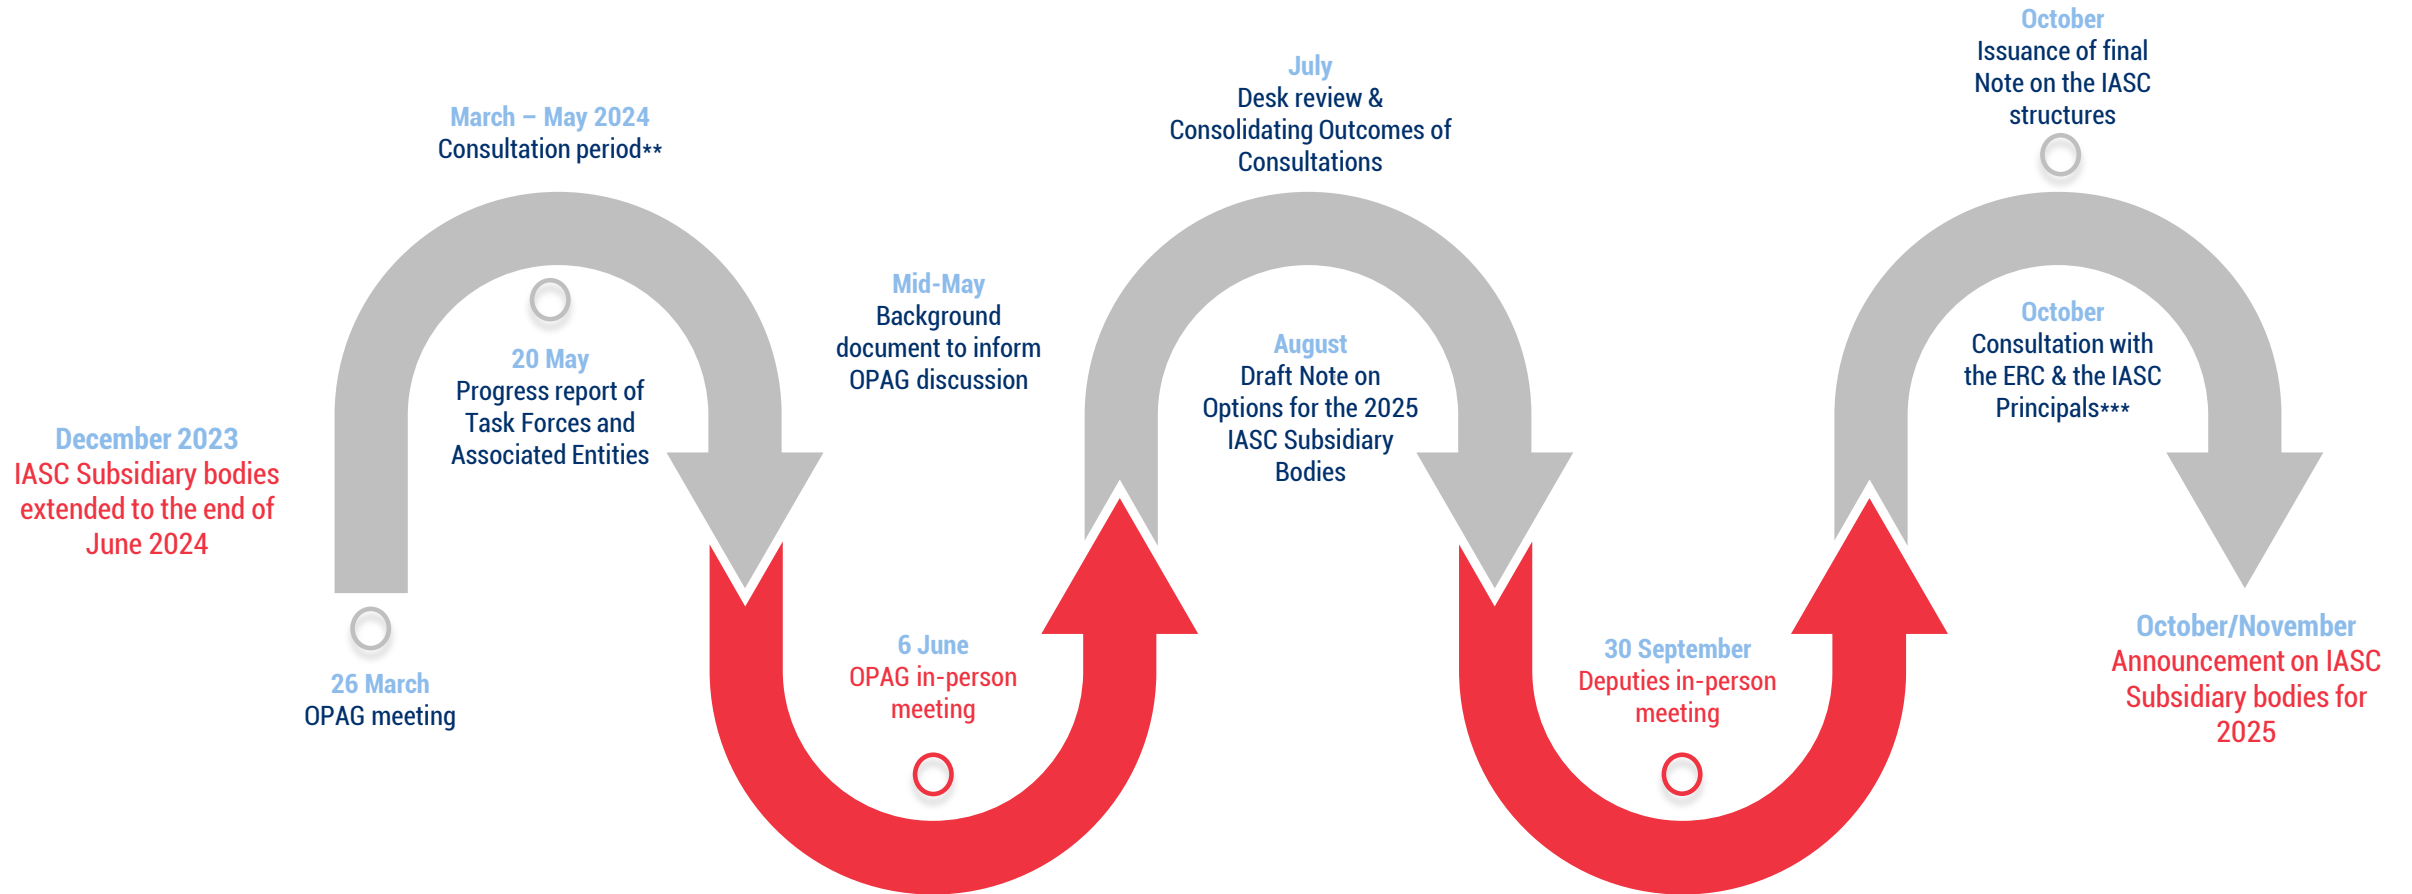 December 2023
IASC Subsidiary bodies
extended to the end of
June 2024
26 March
OPAG meeting
March – May 2024
Consultation period**
20 May
Progress report of
Task Forces and
Associated Entities
Mid-May
Background
document to inform
OPAG discussion
6 June
OPAG in-person
meeting
July
Desk review &
Consolidating Outcomes of
Consultations
August
Draft Note on
Options for the 2025
IASC Subsidiary
Bodies
30 September
Deputies in-person
meeting
October
Issuance of final
Note on the IASC
structures
October
Consultation with
the ERC & the IASC
Principals***
October/November
Announcement on IASC
Subsidiary bodies for
2025